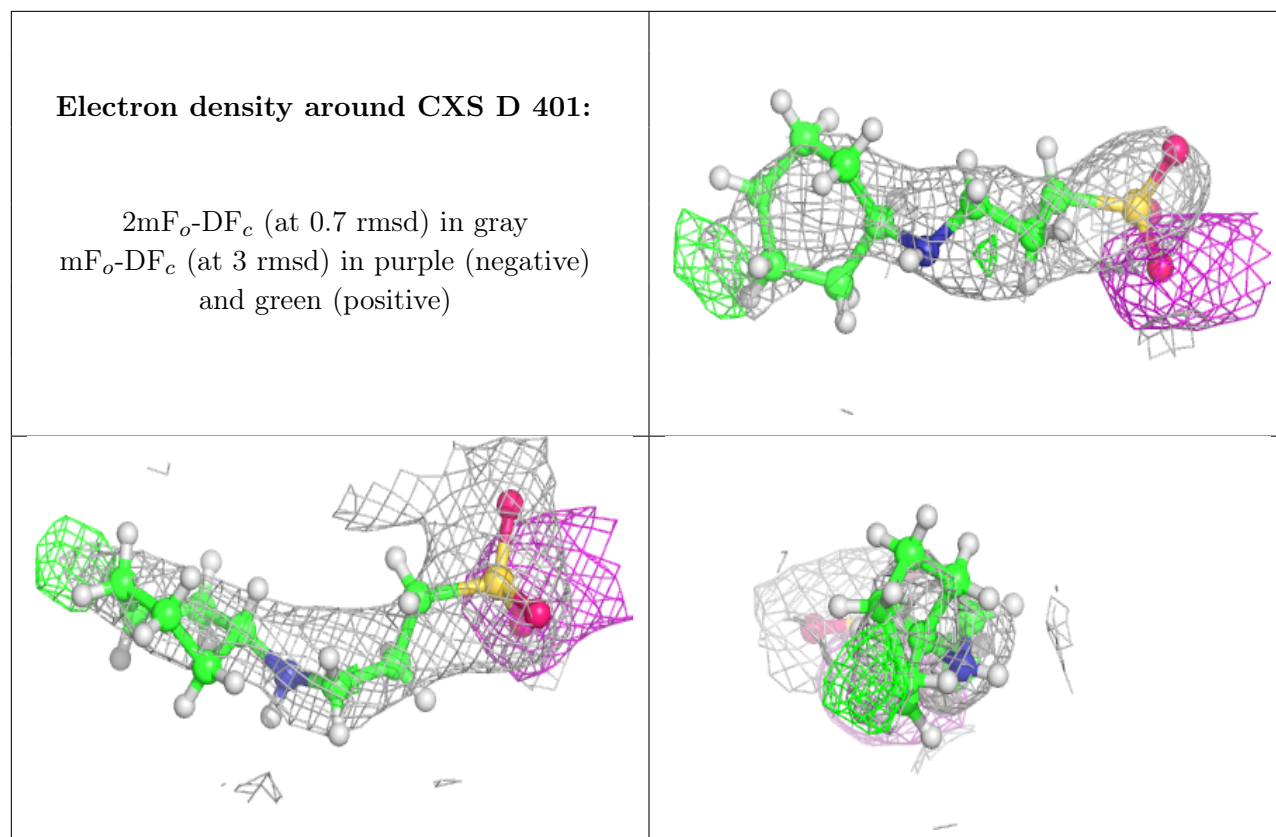 Electron density around CXS D 401:
2mFₒ-DF𝒸 (at 0.7 rmsd) in gray
mFₒ-DF𝒸 (at 3 rmsd) in purple (negative)
and green (positive)